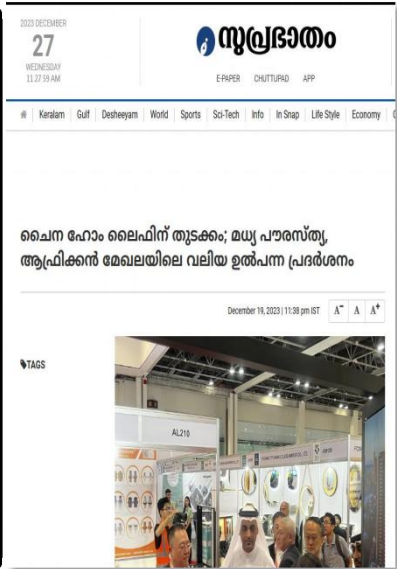 2023 DECEMBER
27
WEDNESDAY
11 27 59 AM
സുപ്രഭാതം
E-PAPER CHUTTUPAD APP
Keralam Gulf Desheeyam World Sports Sci-Tech Info In Snap Life Style Economy
ചൈന ഹോം ലൈഫിന് തുടക്കം; മധ്യ പൗരസ്ത്യ,
ആഫ്രിക്കൻ മേഖലയിലെ വലിയ ഉൽപന്ന പ്രദർശനം
December 19, 2023 | 11:38 pm IST A- A A+
TAGS
AL210